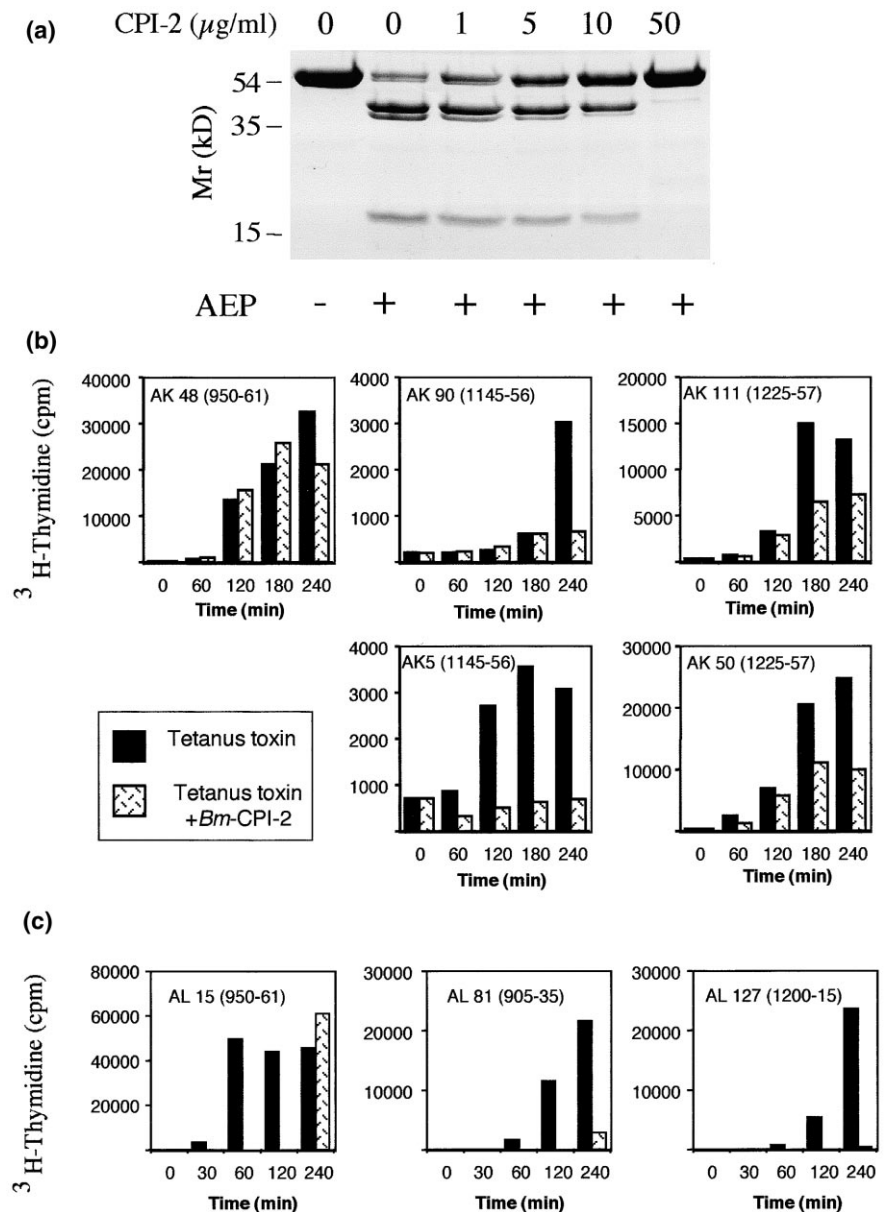 (a)
CPI-2 (µg/ml) 0 0 1 5 10 50
Mr (kD)
54
35
15
AEP - + + + + +
(b)
³H-Thymidine (cpm)
AK 48 (950-61)
40000
30000
20000
10000
0 60 120 180 240
Time (min)
AK 90 (1145-56)
4000
3000
2000
1000
0 60 120 180 240
Time (min)
AK 111 (1225-57)
20000
15000
10000
5000
0 60 120 180 240
Time (min)
Tetanus toxin
Tetanus toxin
+Bm-CPI-2
AK5 (1145-56)
4000
3000
2000
1000
0 60 120 180 240
Time (min)
AK 50 (1225-57)
30000
20000
10000
0 60 120 180 240
Time (min)
(c)
³H-Thymidine (cpm)
AL 15 (950-61)
80000
60000
40000
20000
0 30 60 120 240
Time (min)
AL 81 (905-35)
30000
20000
10000
0 30 60 120 240
Time (min)
AL 127 (1200-15)
30000
20000
10000
0 30 60 120 240
Time (min)